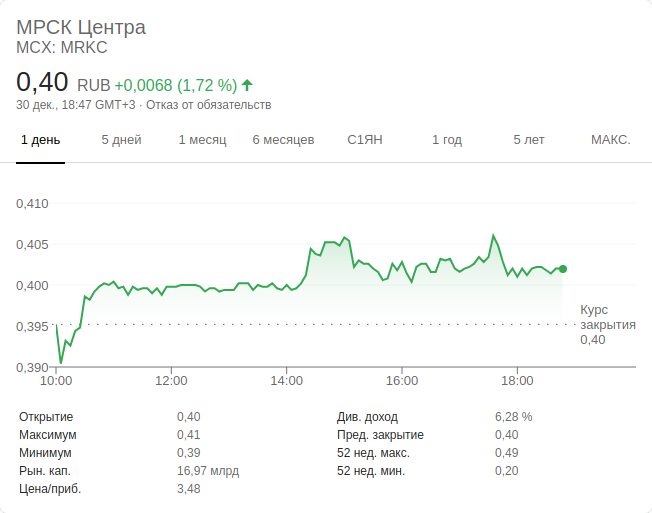 МРСК Центра
MCX: MRKC
0,40 RUB +0,0068 (1,72 %)
30 дек., 18:47 GMT+3 · Отказ от обязательств
1 день 5 дней 1 месяц 6 месяцев С1ЯН 1 год 5 лет МАКС.
0,410
0,405
0,400
0,395
0,390
Курс
закрытия
0,40
10:00 12:00 14:00 16:00 18:00
Открытие 0,40 Див. доход 6,28 %
Максимум 0,41 Пред. закрытие 0,40
Минимум 0,39 52 нед. макс. 0,49
Рын. кап. 16,97 млрд 52 нед. мин. 0,20
Цена/приб. 3,48